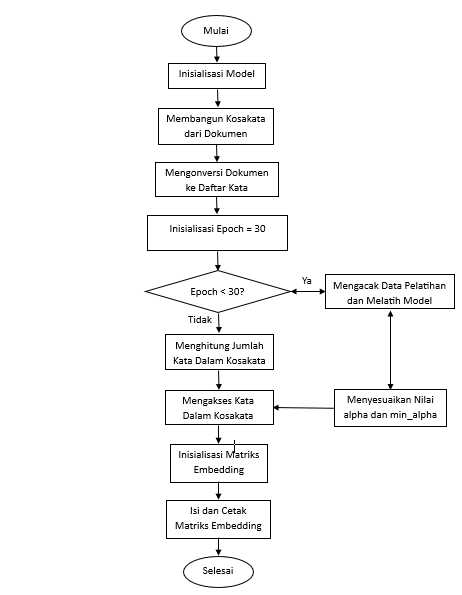 Mulai
Inisialisasi Model
Membangun Kosakata
dari Dokumen
Mengonversi Dokumen
ke Daftar Kata
Inisialisasi Epoch = 30
Epoch < 30?
Ya
Mengacak Data Pelatihan
dan Melatih Model
Tidak
Menghitung Jumlah
Kata Dalam Kosakata
Menyesuaikan Nilai
alpha dan min_alpha
Mengakses Kata
Dalam Kosakata
Inisialisasi Matriks
Embedding
Isi dan Cetak
Matriks Embedding
Selesai